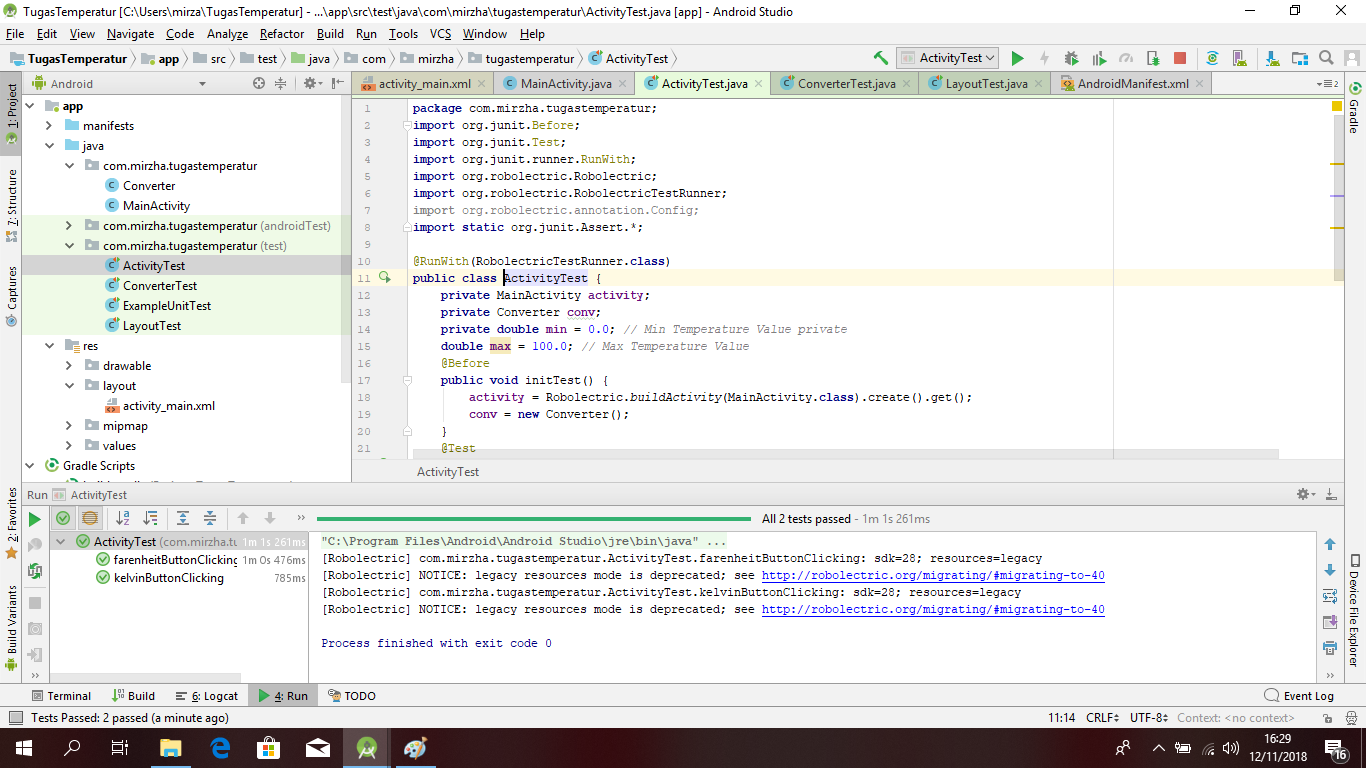 TugasTemperatur [C:\Users\mirza\TugasTemperatur] - ...\app\src\test\java\com\mirzha\tugastemperatur\ActivityTest.java [app] - Android Studio
File Edit View Navigate Code Analyze Refactor Build Run Tools VCS Window Help
TugasTemperatur app src test java com mirzha tugastemperatur ActivityTest ActivityTest
Android activity_main.xml MainActivity.java ActivityTest.java ConverterTest.java LayoutTest.java AndroidManifest.xml 2
1: Project
7: Structure
Captures
2: Favorites
Build Variants
app
manifests
java
com.mirzha.tugastemperatur
Converter
MainActivity
com.mirzha.tugastemperatur (androidTest)
com.mirzha.tugastemperatur (test)
ActivityTest
ConverterTest
ExampleUnitTest
LayoutTest
res
drawable
layout
activity_main.xml
mipmap
values
Gradle Scripts
1 package com.mirzha.tugastemperatur;
2 import org.junit.Before;
3 import org.junit.Test;
4 import org.junit.runner.RunWith;
5 import org.robolectric.Robolectric;
6 import org.robolectric.RobolectricTestRunner;
7 import org.robolectric.annotation.Config;
8 import static org.junit.Assert.*;
9
10 @RunWith(RobolectricTestRunner.class)
11 public class ActivityTest {
12 private MainActivity activity;
13 private Converter conv;
14 private double min = 0.0; // Min Temperature Value private
15 double max = 100.0; // Max Temperature Value
16 @Before
17 public void initTest() {
18 activity = Robolectric.buildActivity(MainActivity.class).create().get();
19 conv = new Converter();
20 }
21 @Test
ActivityTest
Gradle
Device File Explorer
Run ActivityTest
All 2 tests passed - 1m 1s 261ms
ActivityTest (com.mirzha.tu 1m 1s 261ms
farenheitButtonClicking 1m 0s 476ms
kelvinButtonClicking 785ms
"C:\Program Files\Android\Android Studio\jre\bin\java" ...
[Robolectric] com.mirzha.tugastemperatur.ActivityTest.farenheitButtonClicking: sdk=28; resources=legacy
[Robolectric] NOTICE: legacy resources mode is deprecated; see http://robolectric.org/migrating/#migrating-to-40
[Robolectric] com.mirzha.tugastemperatur.ActivityTest.kelvinButtonClicking: sdk=28; resources=legacy
[Robolectric] NOTICE: legacy resources mode is deprecated; see http://robolectric.org/migrating/#migrating-to-40
Process finished with exit code 0
Terminal Build 6: Logcat 4: Run TODO Event Log
Tests Passed: 2 passed (a minute ago) 11:14 CRLF UTF-8 Context: <no context>
16:29
12/11/2018
16